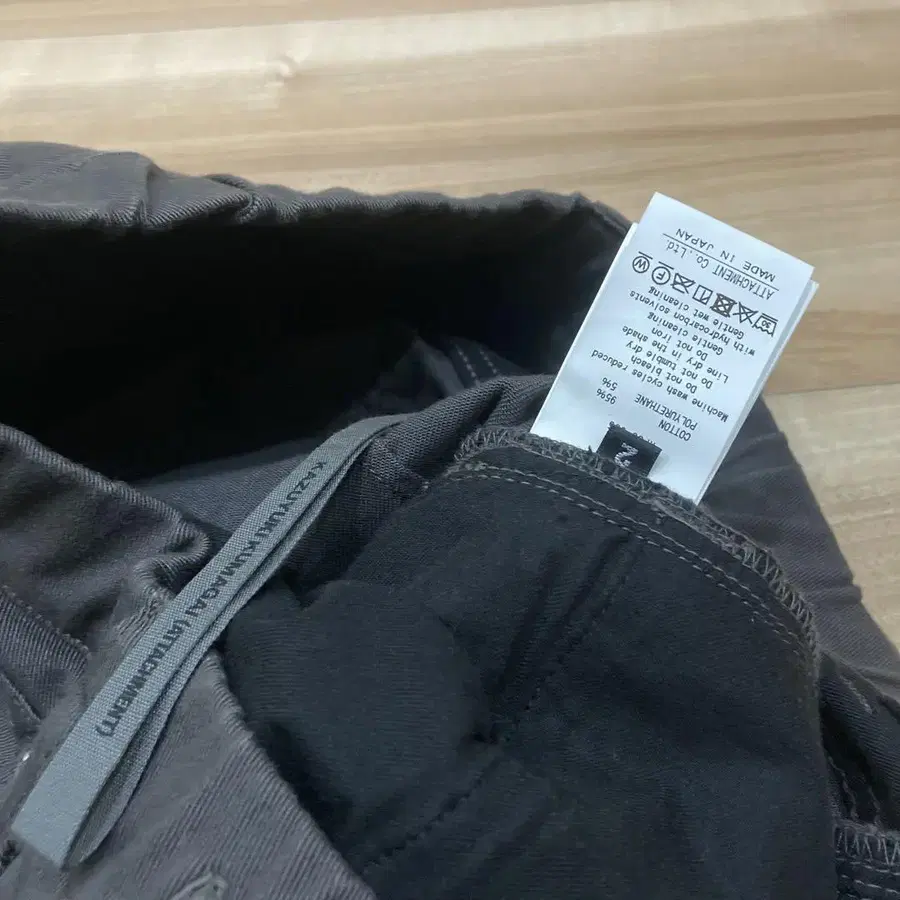 KAZUYUKI KUMAGAI (ATTACHMENT)
2
COTTON 95%
POLYURETHANE 5%
Machine wash cycles reduced
Do not bleach
Do not tumble dry
Line dry in the shade
Do not iron
Gentle cleaning
with hydrocarbon solvents
Gentle wet cleaning
30 F W
ATTACHMENT Co.,Ltd.
MADE IN JAPAN